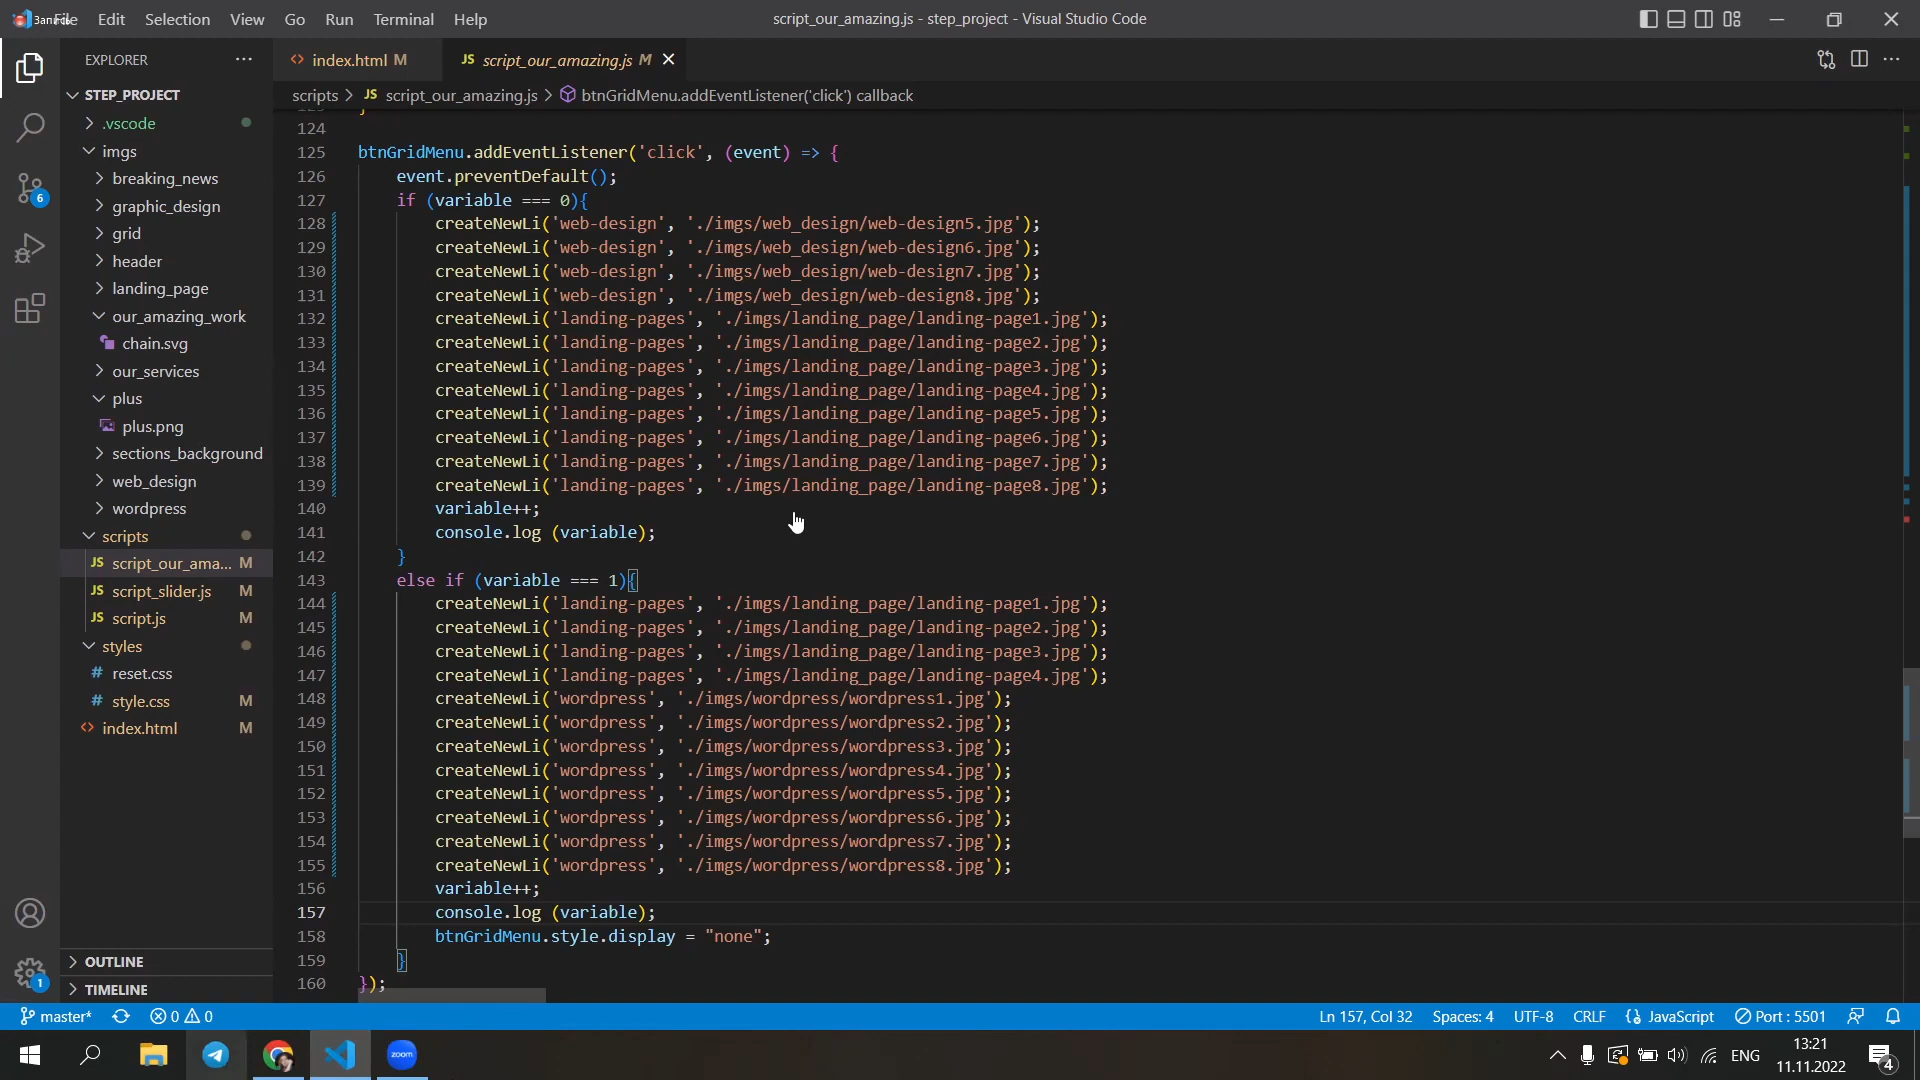 Запись File Edit Selection View Go Run Terminal Help script_our_amazing.js - step_project - Visual Studio Code
EXPLORER
STEP_PROJECT
.vscode
imgs
breaking_news
graphic_design
grid
header
landing_page
our_amazing_work
chain.svg
our_services
plus
plus.png
sections_background
web_design
wordpress
scripts
JS script_our_ama... M
JS script_slider.js M
JS script.js M
styles
# reset.css
# style.css M
<> index.html M
OUTLINE
TIMELINE
6
1
<> index.html M JS script_our_amazing.js M
scripts > JS script_our_amazing.js > btnGridMenu.addEventListener('click') callback
124
125 btnGridMenu.addEventListener('click', (event) => {
126 event.preventDefault();
127 if (variable === 0){
128 createNewLi('web-design', './imgs/web_design/web-design5.jpg');
129 createNewLi('web-design', './imgs/web_design/web-design6.jpg');
130 createNewLi('web-design', './imgs/web_design/web-design7.jpg');
131 createNewLi('web-design', './imgs/web_design/web-design8.jpg');
132 createNewLi('landing-pages', './imgs/landing_page/landing-page1.jpg');
133 createNewLi('landing-pages', './imgs/landing_page/landing-page2.jpg');
134 createNewLi('landing-pages', './imgs/landing_page/landing-page3.jpg');
135 createNewLi('landing-pages', './imgs/landing_page/landing-page4.jpg');
136 createNewLi('landing-pages', './imgs/landing_page/landing-page5.jpg');
137 createNewLi('landing-pages', './imgs/landing_page/landing-page6.jpg');
138 createNewLi('landing-pages', './imgs/landing_page/landing-page7.jpg');
139 createNewLi('landing-pages', './imgs/landing_page/landing-page8.jpg');
140 variable++;
141 console.log (variable);
142 }
143 else if (variable === 1){
144 createNewLi('landing-pages', './imgs/landing_page/landing-page1.jpg');
145 createNewLi('landing-pages', './imgs/landing_page/landing-page2.jpg');
146 createNewLi('landing-pages', './imgs/landing_page/landing-page3.jpg');
147 createNewLi('landing-pages', './imgs/landing_page/landing-page4.jpg');
148 createNewLi('wordpress', './imgs/wordpress/wordpress1.jpg');
149 createNewLi('wordpress', './imgs/wordpress/wordpress2.jpg');
150 createNewLi('wordpress', './imgs/wordpress/wordpress3.jpg');
151 createNewLi('wordpress', './imgs/wordpress/wordpress4.jpg');
152 createNewLi('wordpress', './imgs/wordpress/wordpress5.jpg');
153 createNewLi('wordpress', './imgs/wordpress/wordpress6.jpg');
154 createNewLi('wordpress', './imgs/wordpress/wordpress7.jpg');
155 createNewLi('wordpress', './imgs/wordpress/wordpress8.jpg');
156 variable++;
157 console.log (variable);
158 btnGridMenu.style.display = "none";
159 }
160 });
master* 0 0 Ln 157, Col 32 Spaces: 4 UTF-8 CRLF {} JavaScript Port : 5501
zoom ENG 13:21
11.11.2022 4